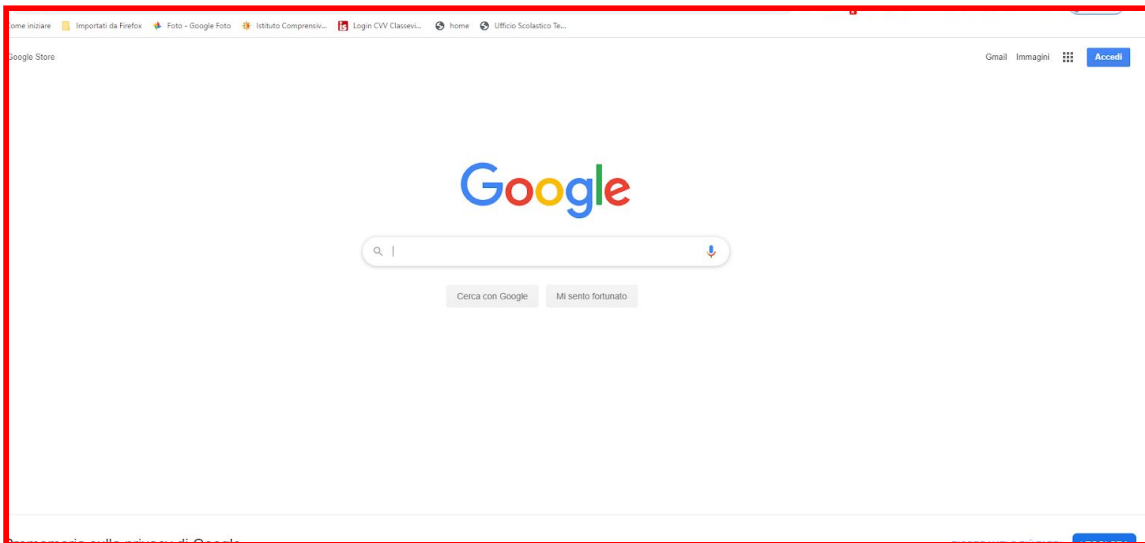 ome iniziare Importati da Firefox Foto - Google Foto Istituto Comprensiv... Login CVV Classevi... home Ufficio Scolastico Te...
Google Store Gmail Immagini Accedi
Google
Cerca con Google Mi sento fortunato